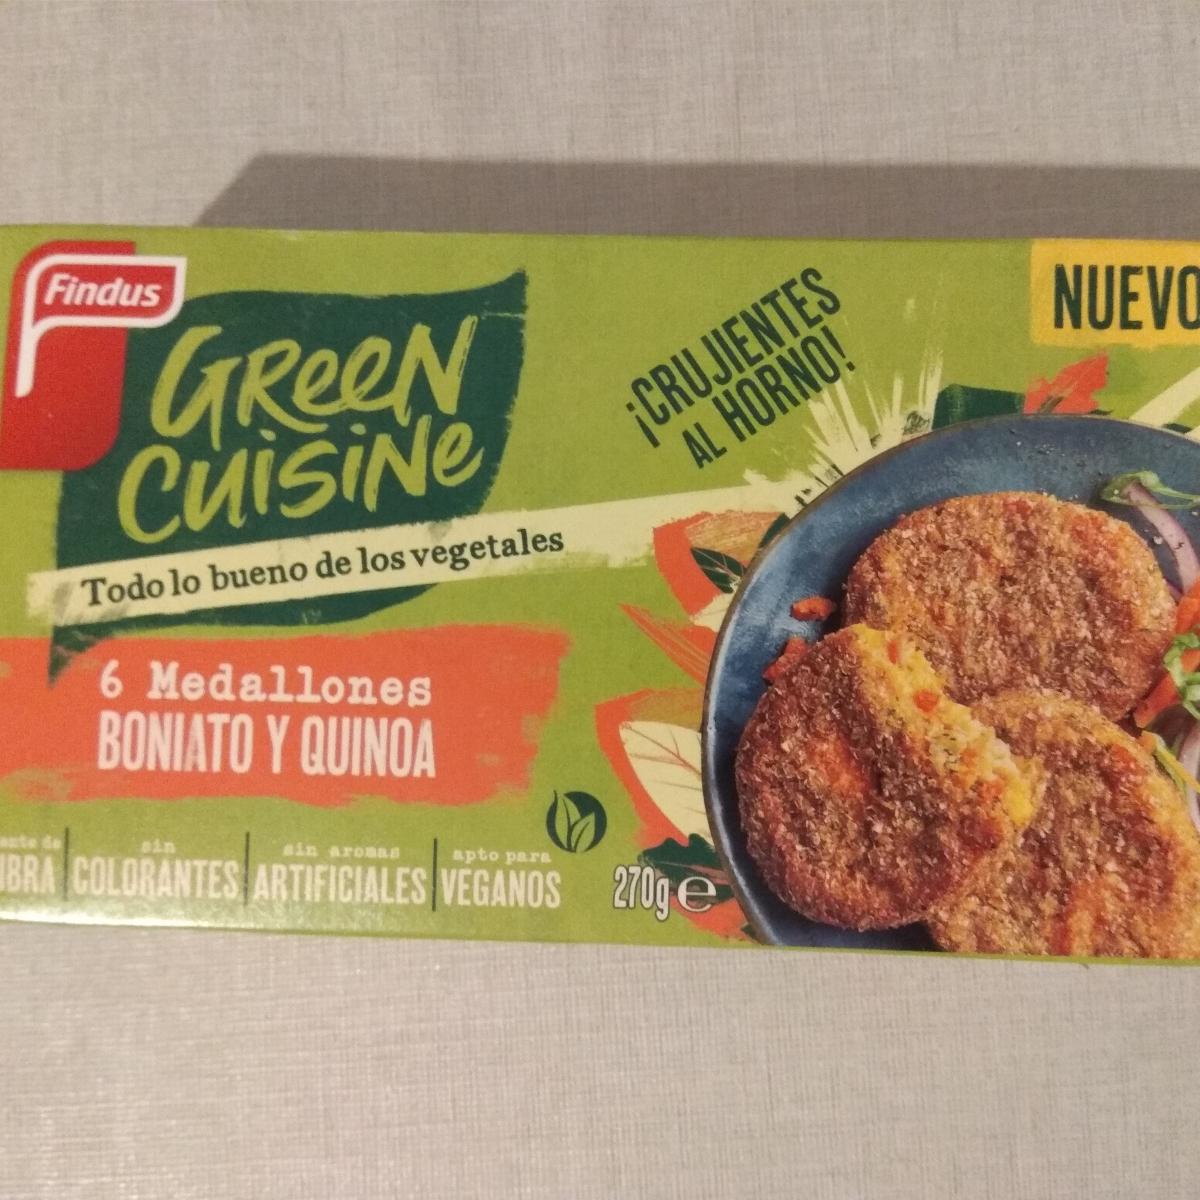 Findus
GReeN
CUiSiNe
Todo lo bueno de los vegetales
¡CRUJIENTES
AL HORNO!
NUEVO
6 Medallones
BONIATO Y QUINOA
sin
COLORANTES
sin aromas
ARTIFICIALES
apto para
VEGANOS
270g e